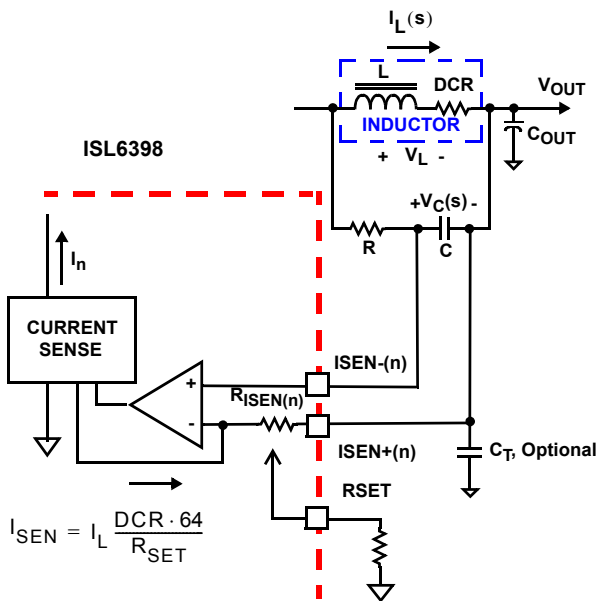 I_L(s)
L
DCR
V_OUT
INDUCTOR
C_OUT
+ V_L -
ISL6398
+V_C(s)-
R
C
I_n
CURRENT
SENSE
ISEN-(n)
+
R_ISEN(n)
-
ISEN+(n)
C_T, Optional
RSET
I_SEN = I_L DCR · 64 / R_SET